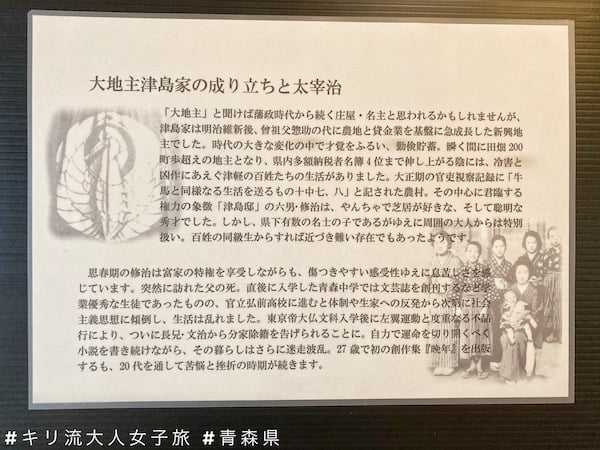 大地主津島家の成り立ちと太宰治
「大地主」と聞けば藩政時代から続く庄屋・名主と思われるかもしれませんが、
津島家は明治維新後、曾祖父惣助の代に農地と貸金業を基盤に急成長した新興地
主でした。時代の大きな変化の中で才覚をふるい、勤倹貯蓄。瞬く間に田畑200
町歩超えの地主となり、県内多額納税者名簿4位まで伸し上がる陰には、冷害と
凶作にあえぐ津軽の百姓たちの生活がありました。大正期の官吏視察記録に「牛
馬と同様なる生活を送るもの十中七、八」と記された農村。その中心に君臨する
権力の象徴「津島邸」の六男・修治は、やんちゃで芝居が好きな、そして聡明な
秀才でした。しかし、県下有数の名士の子であるがゆえに周囲の大人からは特別
扱い。百姓の同級生からすれば近づき難い存在でもあったようです。
思春期の修治は富家の特権を享受しながらも、傷つきやすい感受性ゆえに息苦しさを感
じています。突然に訪れた父の死。直後に入学した青森中学では文芸誌を創刊するなど学
業優秀な生徒であったものの、官立弘前高校に進むと体制や生家への反発から次第に社会
主義思想に傾倒し、生活は乱れました。東京帝大仏文科入学後に左翼運動と度重なる不品
行により、ついに長兄・文治から分家除籍を告げられることに。自力で運命を切り開くべく
小説を書き続けながら、その暮らしはさらに迷走波乱。27歳で初の創作集『晩年』を出版
するも、20代を通して苦悩と挫折の時期が続きます。
#キリ流大人女子旅 #青森県